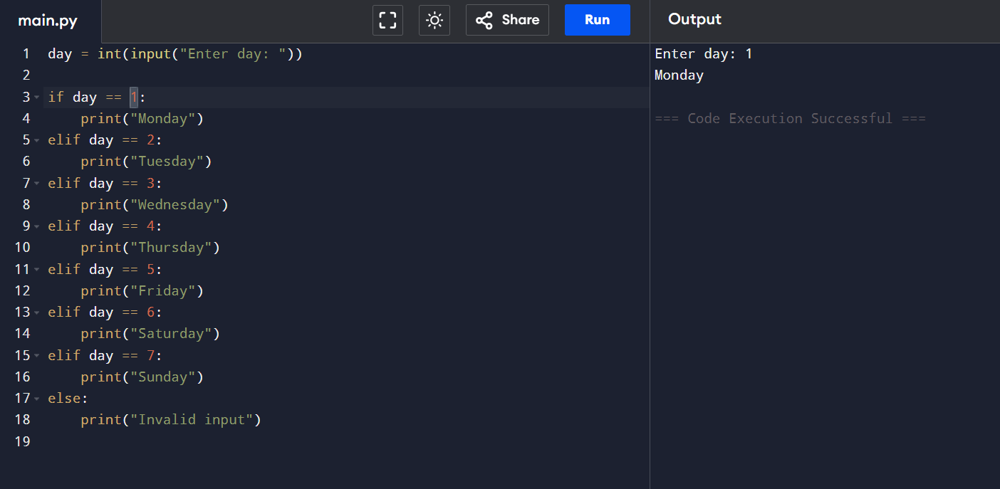 main.py
Share
Run
Output
1 day = int(input("Enter day: "))
2
3 if day == 1:
4     print("Monday")
5 elif day == 2:
6     print("Tuesday")
7 elif day == 3:
8     print("Wednesday")
9 elif day == 4:
10     print("Thursday")
11 elif day == 5:
12     print("Friday")
13 elif day == 6:
14     print("Saturday")
15 elif day == 7:
16     print("Sunday")
17 else:
18     print("Invalid input")
19
Enter day: 1
Monday
=== Code Execution Successful ===